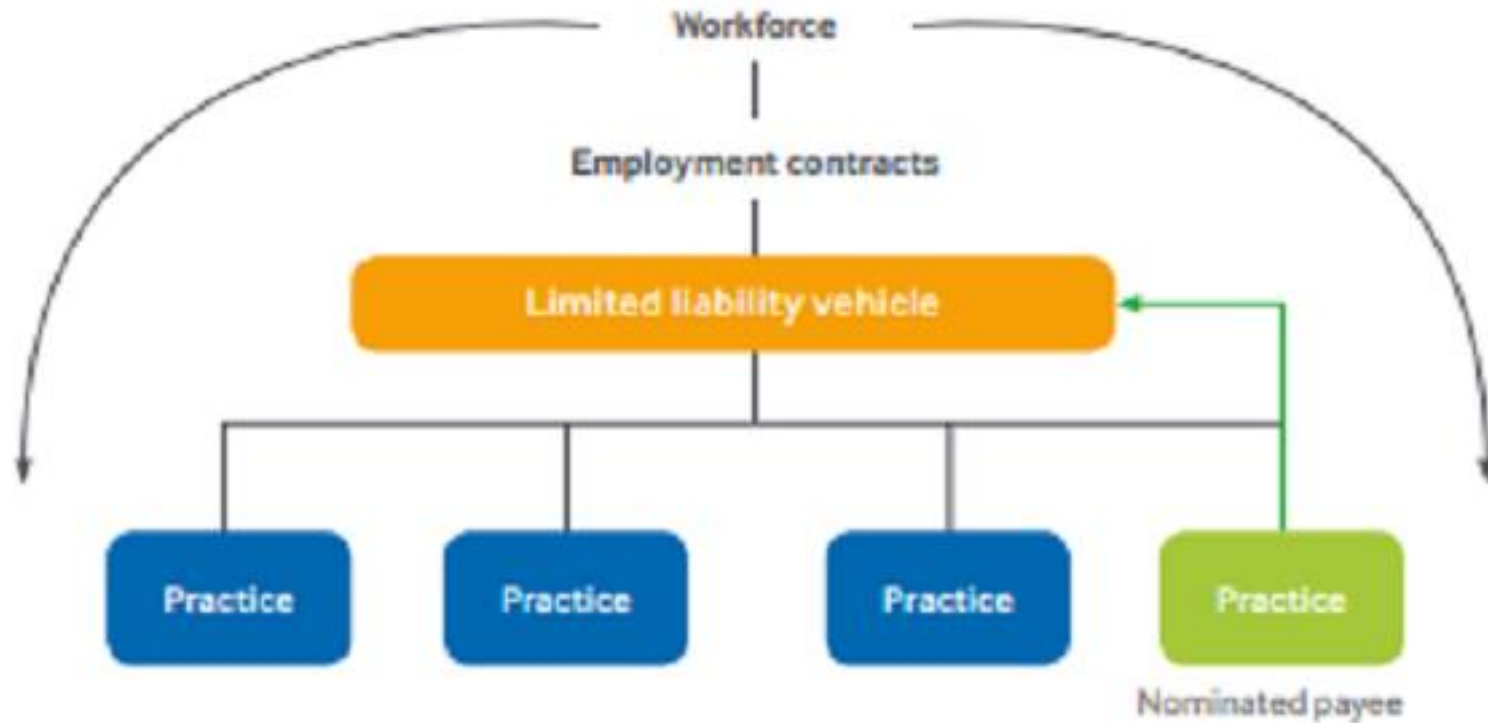 Workforce
Employment contracts
Limited liability vehicle
Practice
Practice
Practice
Practice
Nominated payee